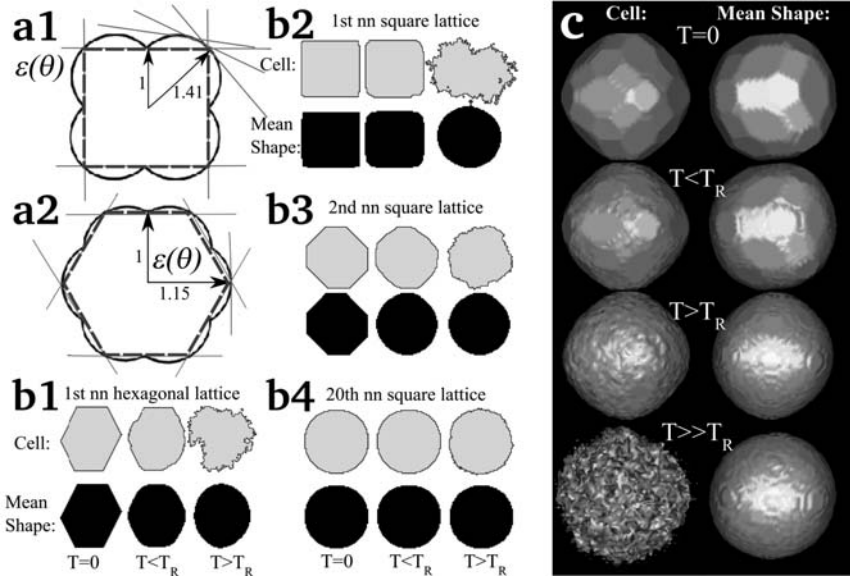 a1
ε(θ)
1
1.41
a2
1
ε(θ)
1.15
b1
1st nn hexagonal lattice
Cell:
Mean
Shape:
T=0
T<T_R
T>T_R
b2
1st nn square lattice
Cell:
Mean
Shape:
b3
2nd nn square lattice
b4
20th nn square lattice
T=0
T<T_R
T>T_R
c
Cell:
Mean Shape:
T=0
T<T_R
T>T_R
T>>T_R